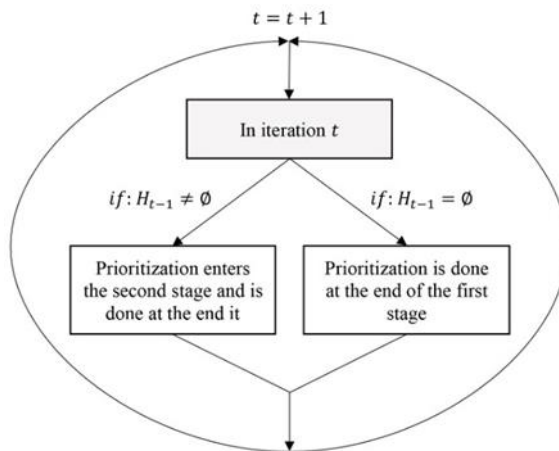 t = t + 1
In iteration t
if: H_{t-1} ≠ ∅
if: H_{t-1} = ∅
Prioritization enters
the second stage and is
done at the end it
Prioritization is done
at the end of the first
stage